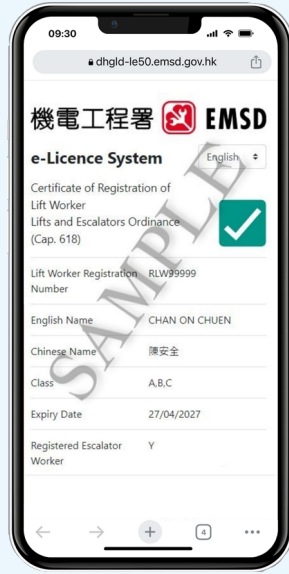 09:30
dhgld-le50.emsd.gov.hk
機電工程署 EMSD
e-Licence System
English
Certificate of Registration of
Lift Worker
Lifts and Escalators Ordinance
(Cap. 618)
Lift Worker Registration RLW99999
Number
English Name CHAN ON CHUEN
Chinese Name 陳安全
Class A,B,C
Expiry Date 27/04/2027
Registered Escalator Y
Worker
SAMPLE
4